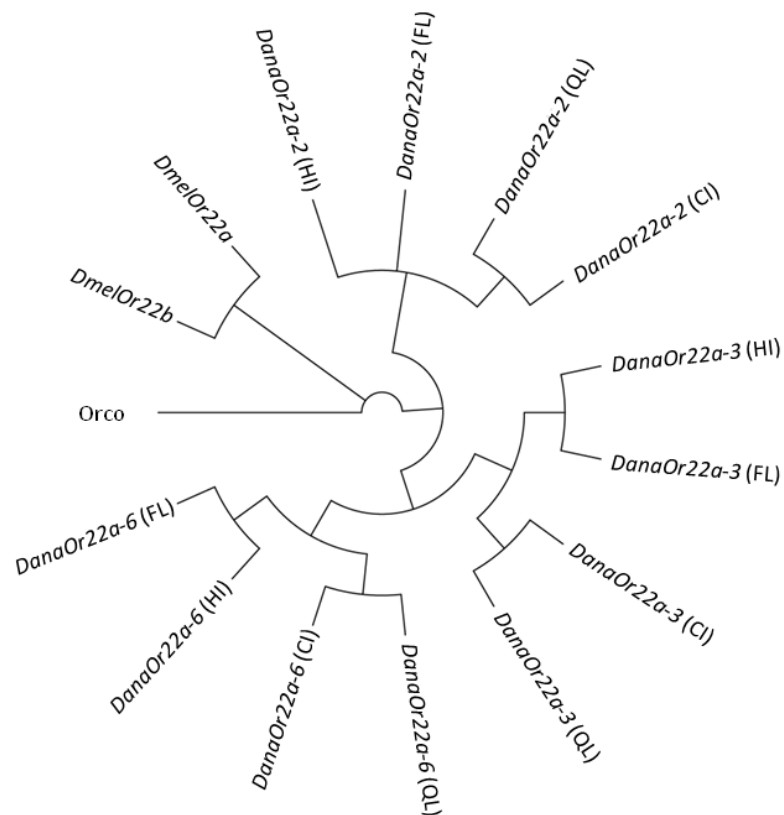 DanaOr22a-2 (HI)
DanaOr22a-2 (FL)
DanaOr22a-2 (QL)
DanaOr22a-2 (CI)
DanaOr22a-3 (HI)
DanaOr22a-3 (FL)
DanaOr22a-3 (CI)
DanaOr22a-3 (QL)
DanaOr22a-6 (QL)
DanaOr22a-6 (CI)
DanaOr22a-6 (HI)
DanaOr22a-6 (FL)
Orco
DmelOr22b
DmelOr22a